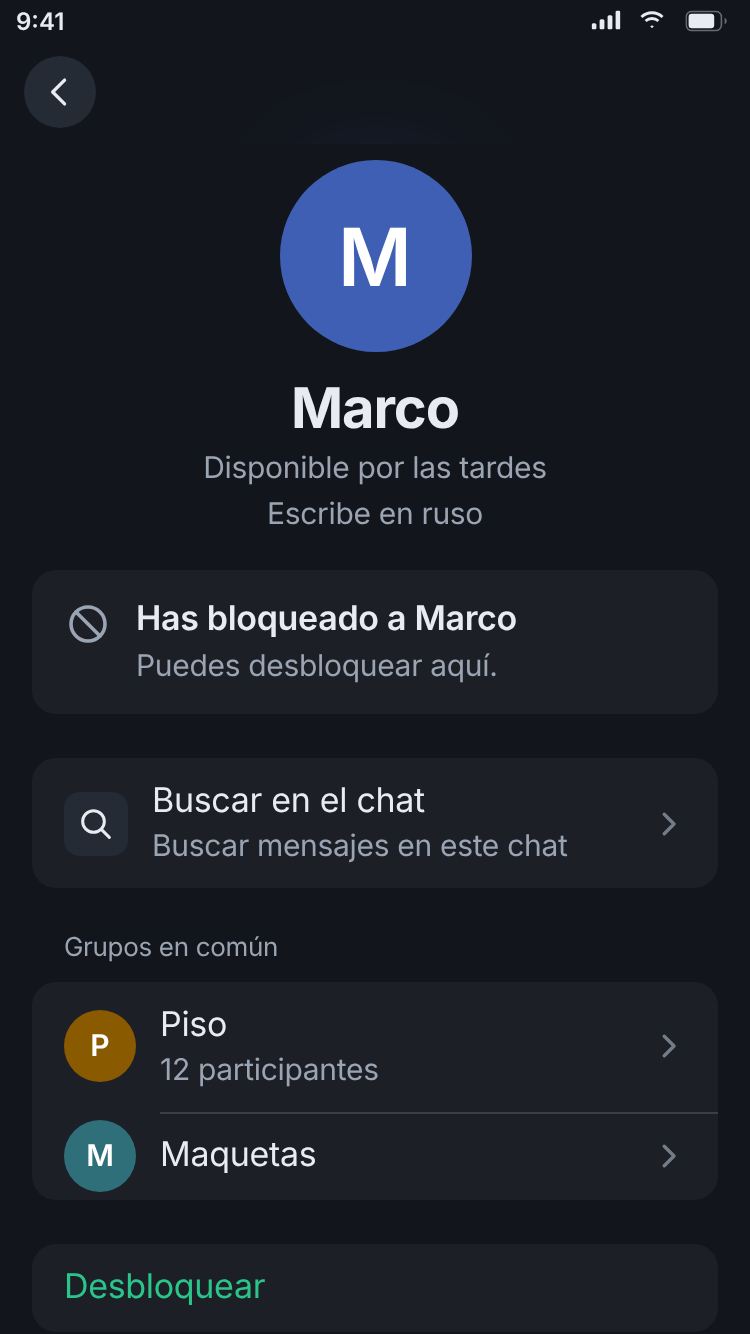 9:41
M
Marco
Disponible por las tardes
Escribe en ruso
Has bloqueado a Marco
Puedes desbloquear aquí.
Buscar en el chat
Buscar mensajes en este chat
Grupos en común
P
Piso
12 participantes
M
Maquetas
Desbloquear